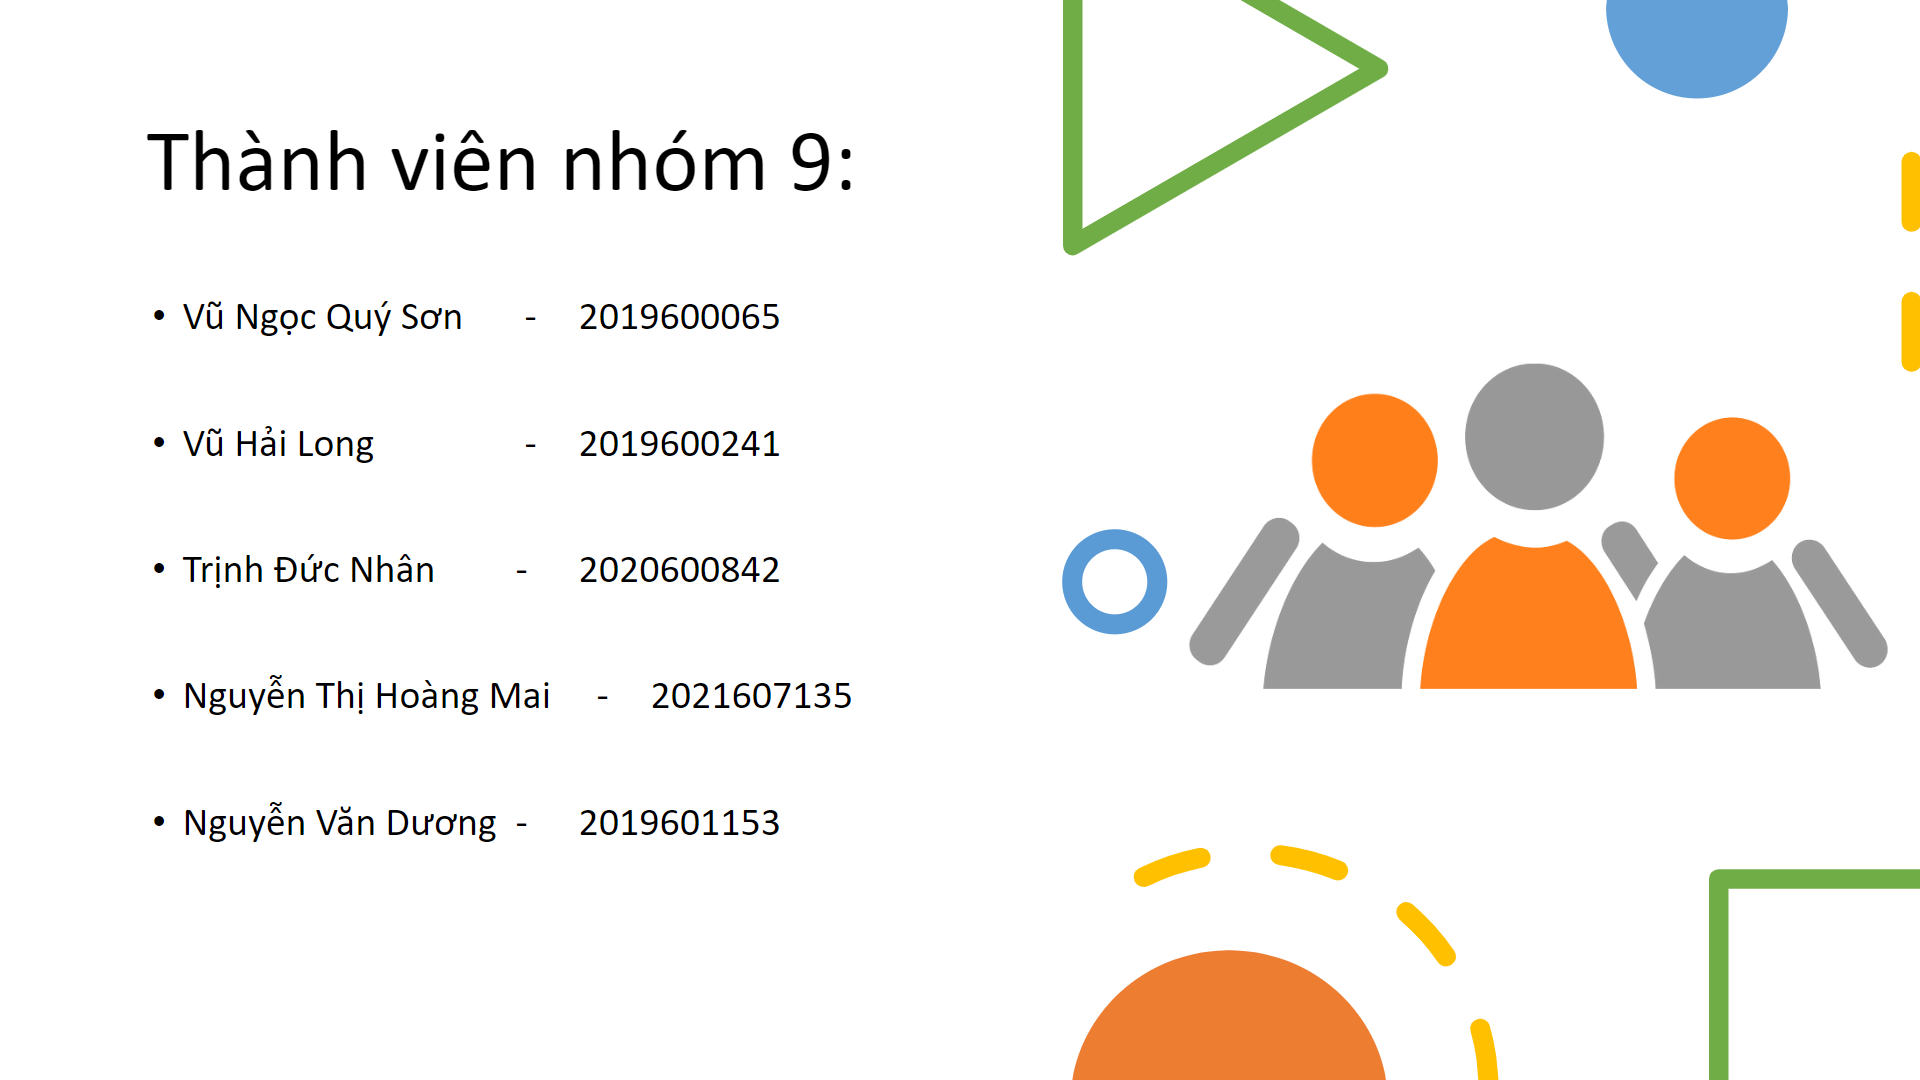 Thành viên nhóm 9:
• Vũ Ngọc Quý Sơn - 2019600065
• Vũ Hải Long - 2019600241
• Trịnh Đức Nhân - 2020600842
• Nguyễn Thị Hoàng Mai - 2021607135
• Nguyễn Văn Dương - 2019601153